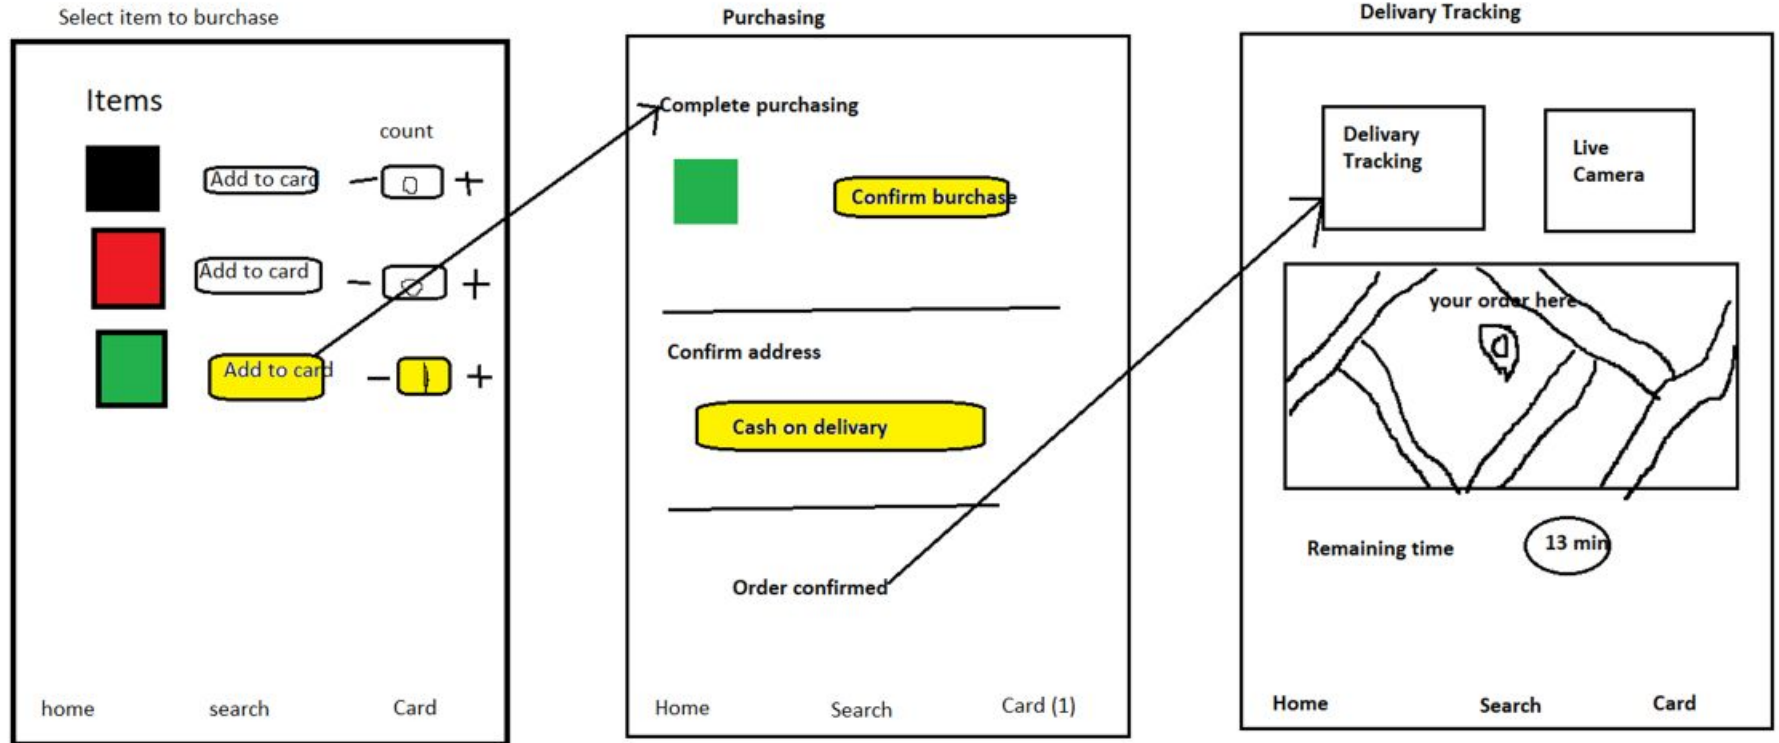 Select item to burchase
Items
count
Add to card
- 0 +
Add to card
- 0 +
Add to card
- 1 +
home
search
Card
Purchasing
Complete purchasing
Confirm burchase
Confirm address
Cash on delivary
Order confirmed
Home
Search
Card (1)
Delivary Tracking
Delivary
Tracking
Live
Camera
your order here
Remaining time
13 min
Home
Search
Card